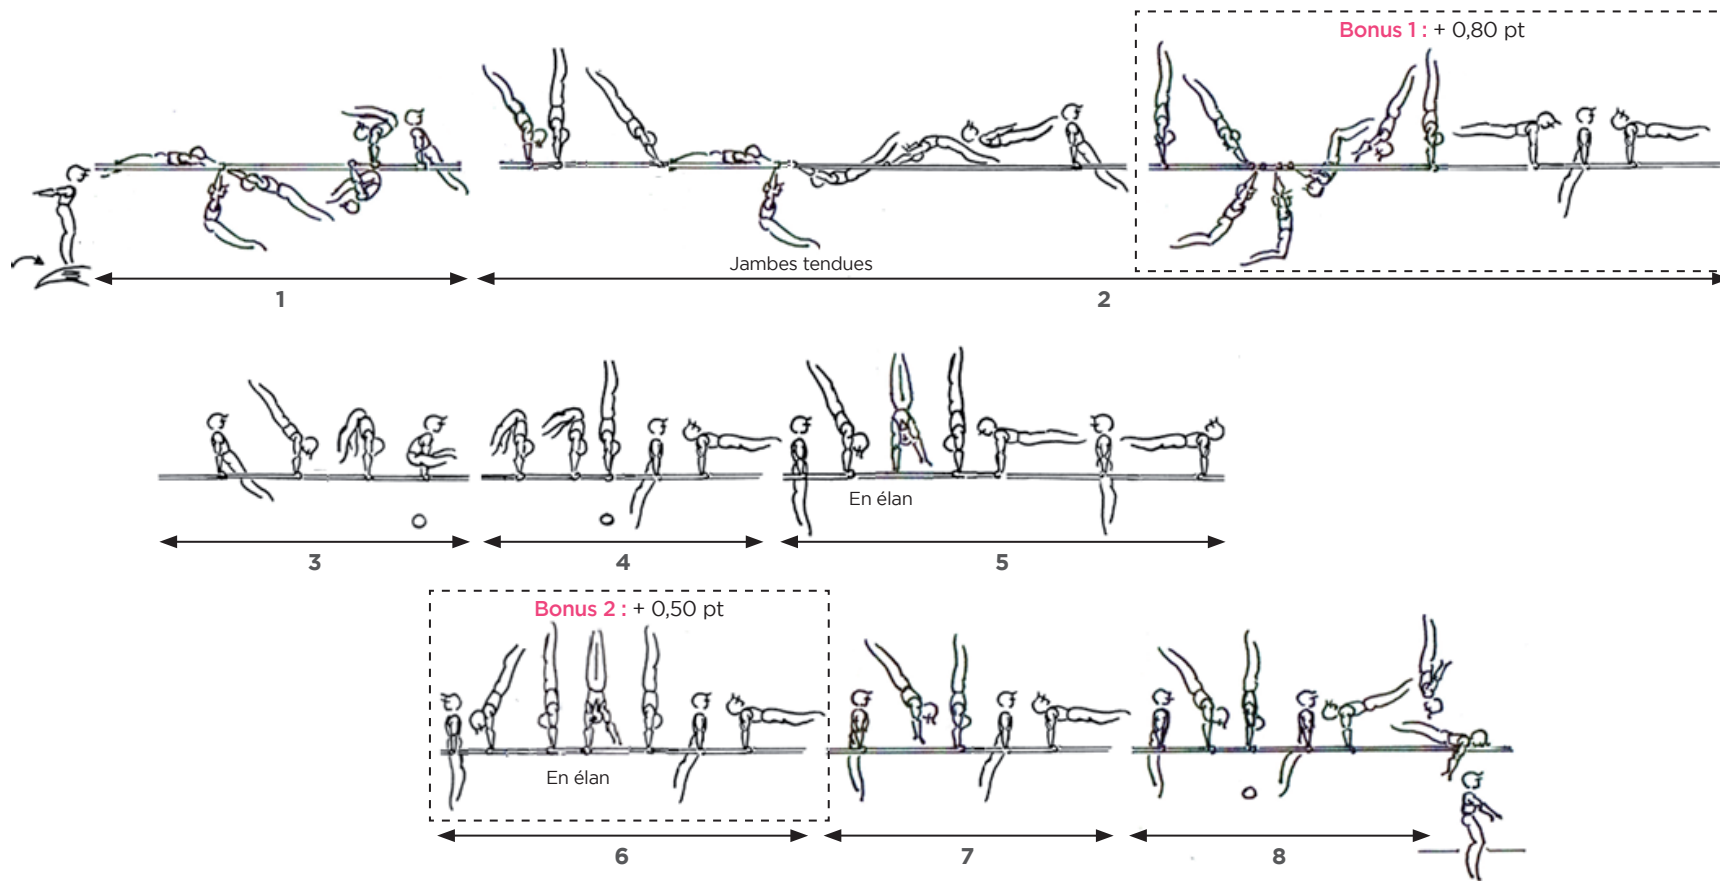 Bonus 1 : + 0,80 pt
Jambes tendues
1
2
En élan
3
4
5
Bonus 2 : + 0,50 pt
En élan
6
7
8